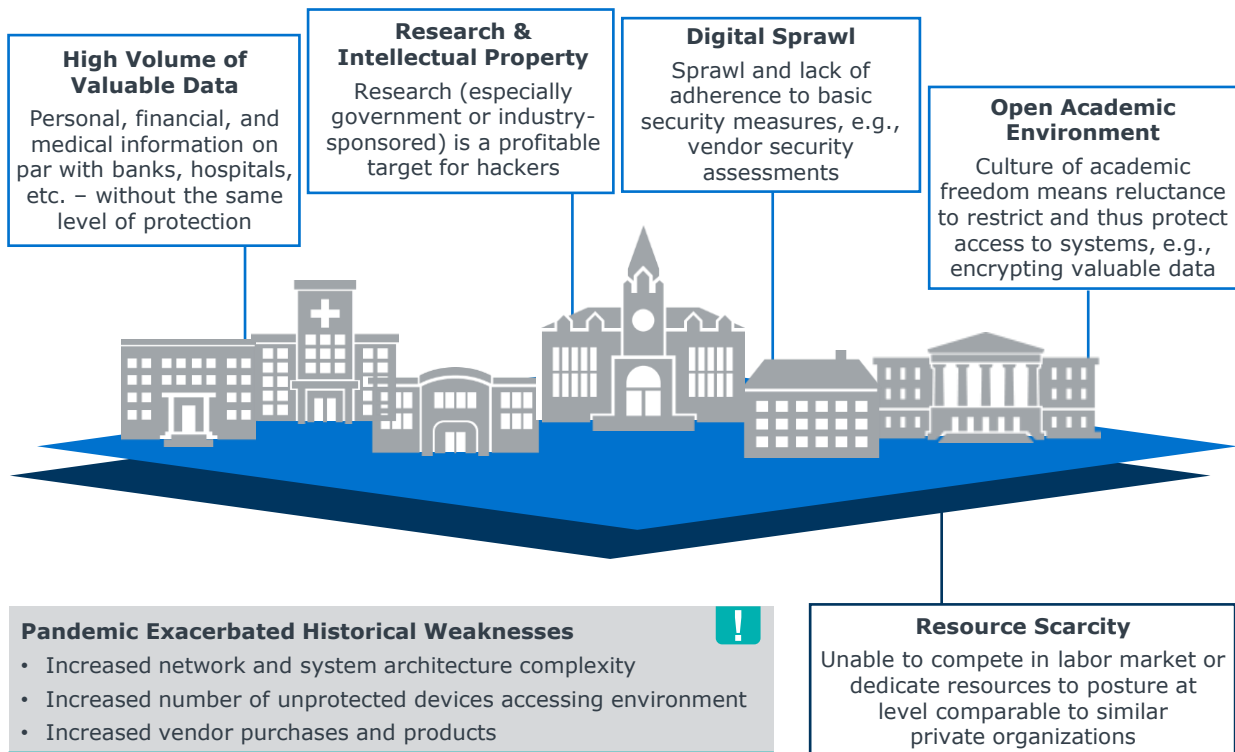 High Volume of
Valuable Data
Personal, financial, and
medical information on
par with banks, hospitals,
etc. – without the same
level of protection
Research &
Intellectual Property
Research (especially
government or industry-
sponsored) is a profitable
target for hackers
Digital Sprawl
Sprawl and lack of
adherence to basic
security measures, e.g.,
vendor security
assessments
Open Academic
Environment
Culture of academic
freedom means reluctance
to restrict and thus protect
access to systems, e.g.,
encrypting valuable data
Pandemic Exacerbated Historical Weaknesses
!
• Increased network and system architecture complexity
• Increased number of unprotected devices accessing environment
• Increased vendor purchases and products
Resource Scarcity
Unable to compete in labor market or
dedicate resources to posture at
level comparable to similar
private organizations